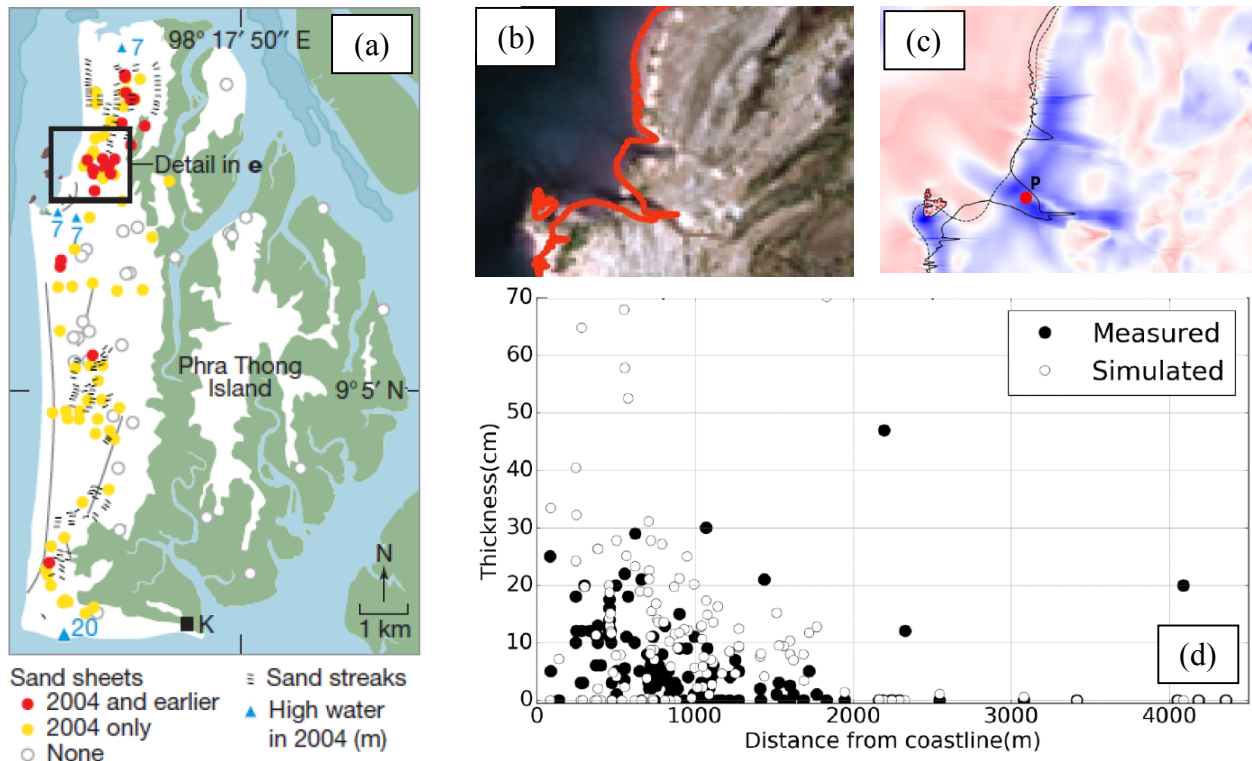 (a)
98° 17′ 50″ E
7
Detail in e
7
7
Phra Thong
Island
9° 5′ N
N
1 km
K
20
Sand sheets
2004 and earlier
2004 only
None
Sand streaks
High water
in 2004 (m)
(b)
(c)
P
70
60
50
40
30
20
10
0
Thickness(cm)
Measured
Simulated
(d)
0
1000
2000
3000
4000
Distance from coastline(m)